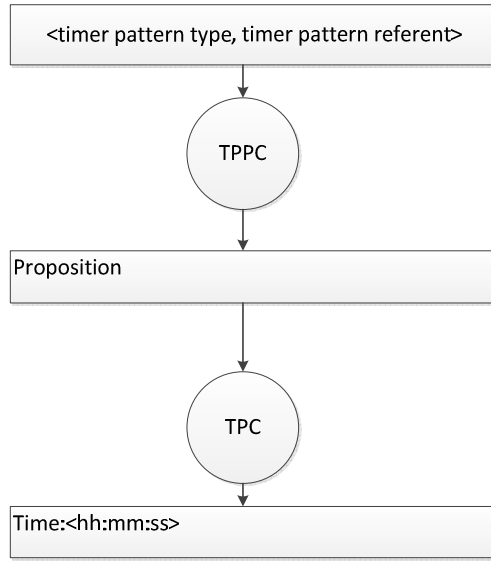 <timer pattern type, timer pattern referent>
TPPC
Proposition
TPC
Time:<hh:mm:ss>